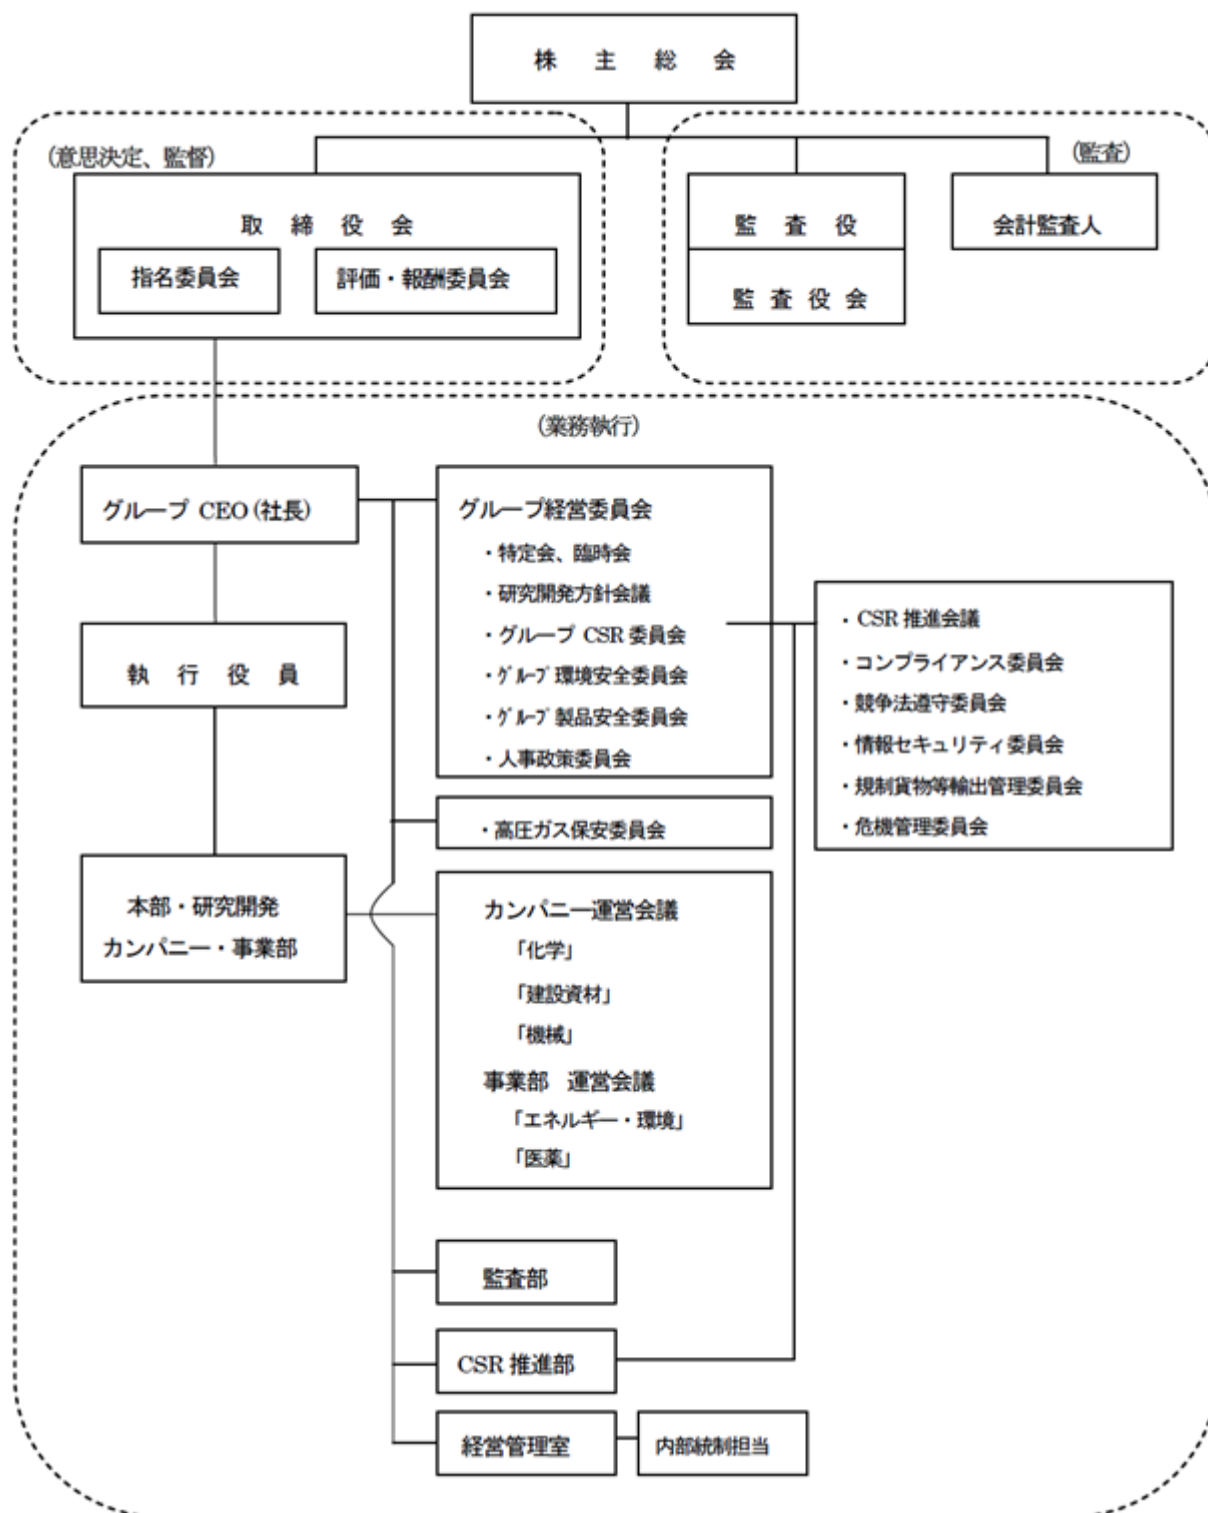 株主総会
(意思決定、監督)
取締役会
指名委員会
評価・報酬委員会
(監査)
監査役
監査役会
会計監査人
(業務執行)
グループ CEO (社長)
執行役員
本部・研究開発
カンパニー・事業部
グループ経営委員会
・特定会、臨時会
・研究開発方針会議
・グループ CSR 委員会
・ｸﾞﾙｰﾌﾟ環境安全委員会
・ｸﾞﾙｰﾌﾟ製品安全委員会
・人事政策委員会
・CSR 推進会議
・コンプライアンス委員会
・競争法遵守委員会
・情報セキュリティ委員会
・規制貨物等輸出管理委員会
・危機管理委員会
・高圧ガス保安委員会
カンパニー運営会議
「化学」
「建設資材」
「機械」
事業部　運営会議
「エネルギー・環境」
「医薬」
監査部
CSR 推進部
経営管理室
内部統制担当